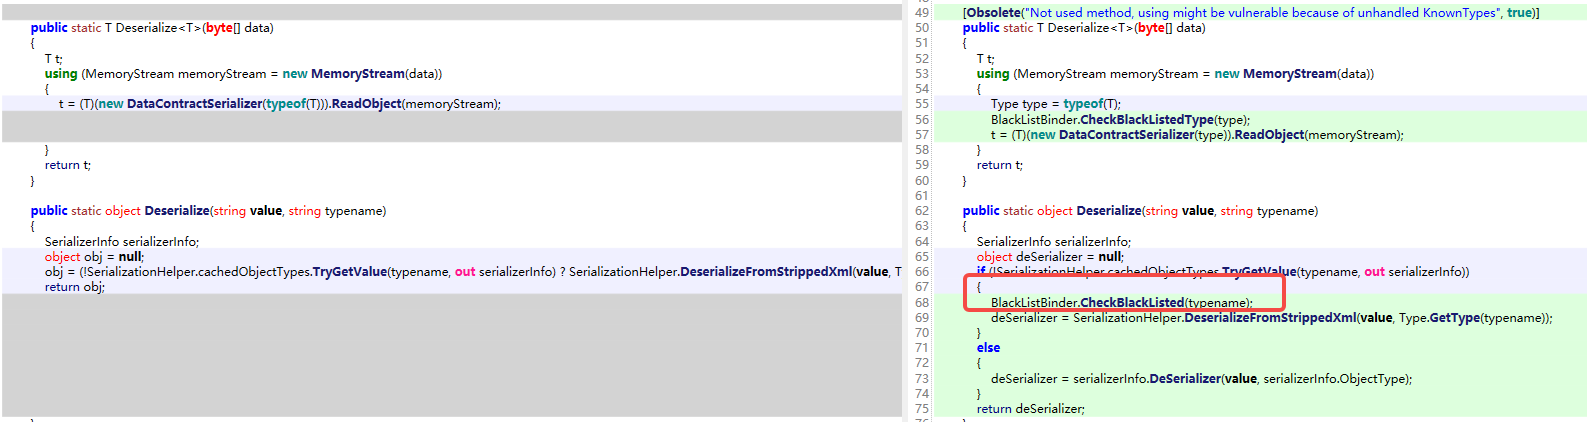 public static T Deserialize<T>(byte[] data)
{
T t;
using (MemoryStream memoryStream = new MemoryStream(data))
{
t = (T)(new DataContractSerializer(typeof(T))).ReadObject(memoryStream);
}
return t;
}
public static object Deserialize(string value, string typename)
{
SerializerInfo serializerInfo;
object obj = null;
obj = (!SerializationHelper.cachedObjectTypes.TryGetValue(typename, out serializerInfo) ? SerializationHelper.DeserializeFromStrippedXml(value, T
return obj;
49 [Obsolete("Not used method, using might be vulnerable because of unhandled KnownTypes", true)]
50 public static T Deserialize<T>(byte[] data)
51 {
52 T t;
53 using (MemoryStream memoryStream = new MemoryStream(data))
54 {
55 Type type = typeof(T);
56 BlackListBinder.CheckBlackListedType(type);
57 t = (T)(new DataContractSerializer(type)).ReadObject(memoryStream);
58 }
59 return t;
60 }
61
62 public static object Deserialize(string value, string typename)
63 {
64 SerializerInfo serializerInfo;
65 object deSerializer = null;
66 if (!SerializationHelper.cachedObjectTypes.TryGetValue(typename, out serializerInfo))
67 {
68 BlackListBinder.CheckBlackListed(typename);
69 deSerializer = SerializationHelper.DeserializeFromStrippedXml(value, Type.GetType(typename));
70 }
71 else
72 {
73 deSerializer = serializerInfo.DeSerializer(value, serializerInfo.ObjectType);
74 }
75 return deSerializer;